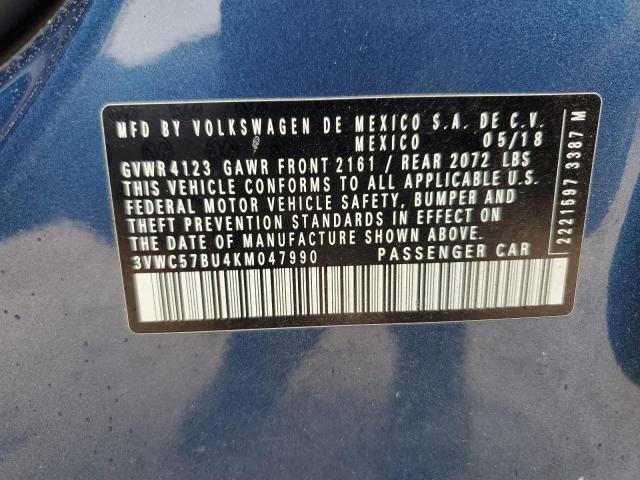 MFD BY VOLKSWAGEN DE MEXICO S.A. DE C.V.
MEXICO 05/18
GVWR 4123 GAWR FRONT 2161 / REAR 2072 LBS
THIS VEHICLE CONFORMS TO ALL APPLICABLE U.S.
FEDERAL MOTOR VEHICLE SAFETY, BUMPER AND
THEFT PREVENTION STANDARDS IN EFFECT ON
THE DATE OF MANUFACTURE SHOWN ABOVE.
3VWC57BU4KM047990 PASSENGER CAR
2221697 3387 M